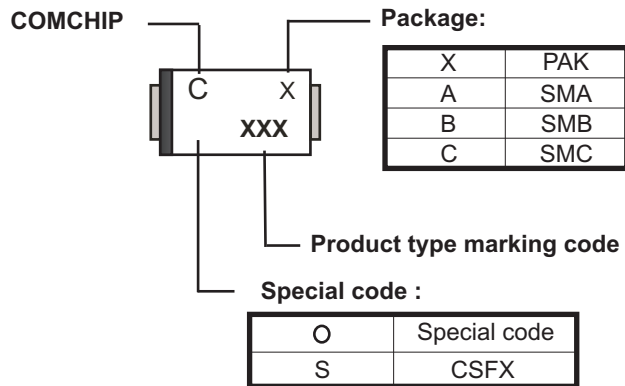 COMCHIP
Package:
C X
XXX
X PAK
A SMA
B SMB
C SMC
Product type marking code
Special code :
O Special code
S CSFX